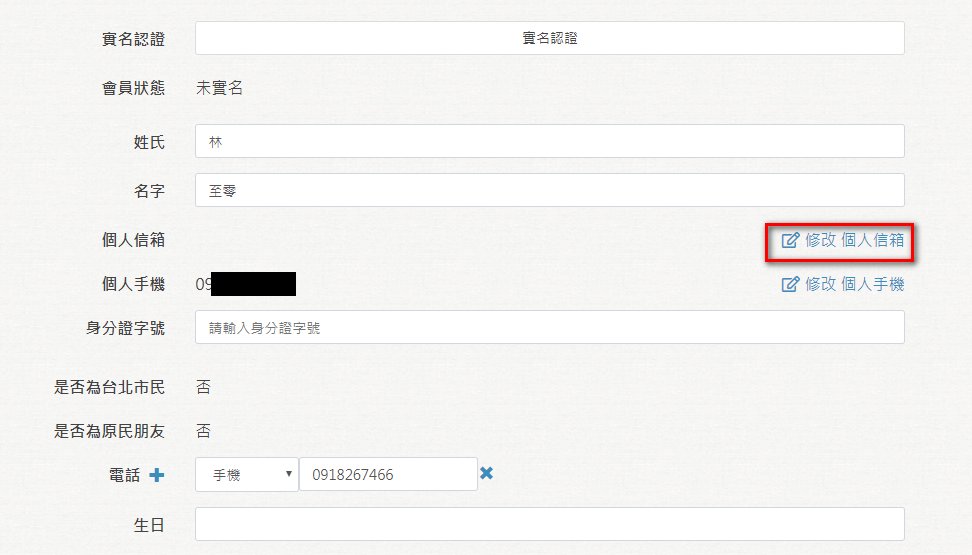 實名認證 實名認證
會員狀態 未實名
姓氏 林
名字 至零
個人信箱 修改 個人信箱
個人手機 09 修改 個人手機
身分證字號 請輸入身分證字號
是否為台北市民 否
是否為原民朋友 否
電話 手機 0918267466
生日